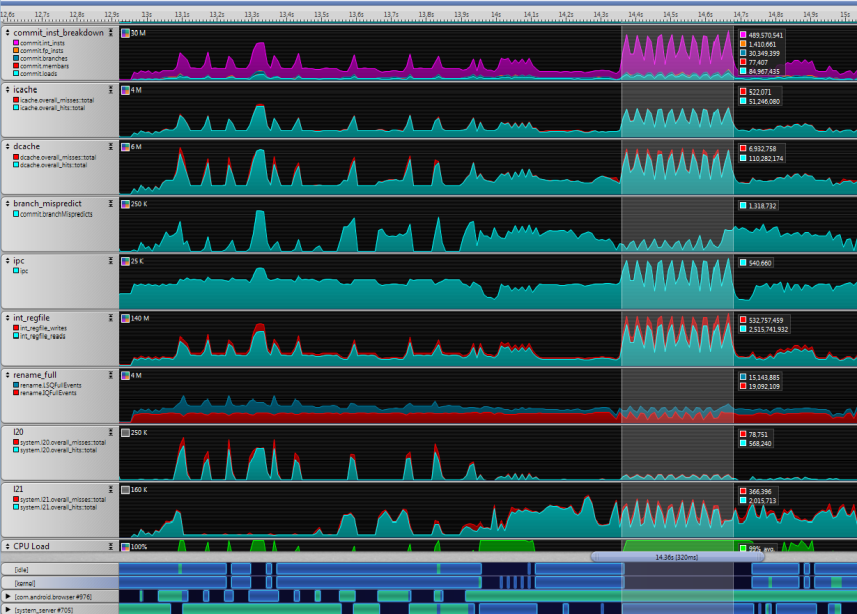 12.6s 12.7s 12.8s 12.9s 13s 13.1s 13.2s 13.3s 13.4s 13.5s 13.6s 13.7s 13.8s 13.9s 14s 14.1s 14.2s 14.3s 14.4s 14.5s 14.6s 14.7s 14.8s 14.9s 15s
commit_inst_breakdown
commit.int_insts
commit.fp_insts
commit.branches
commit.membars
commit.loads
30 M
489,570,541
1,410,661
30,349,399
77,407
84,967,435
icache
icache.overall_misses::total
icache.overall_hits::total
4 M
522,071
51,246,080
dcache
dcache.overall_misses::total
dcache.overall_hits::total
6 M
6,932,758
110,282,174
branch_mispredict
commit.branchMispredicts
250 K
1,318,732
ipc
ipc
25 K
540,660
int_regfile
int_regfile_writes
int_regfile_reads
140 M
532,757,459
2,515,741,932
rename_full
rename.LSQFullEvents
rename.IQFullEvents
4 M
15,143,885
19,092,109
l20
system.l20.overall_misses::total
system.l20.overall_hits::total
250 K
78,751
568,240
l21
system.l21.overall_misses::total
system.l21.overall_hits::total
160 K
366,396
2,015,713
CPU Load
100%
99% avg.
14.36s [320ms]
[idle]
[kernel]
[com.android.browser #976]
[system_server #705]